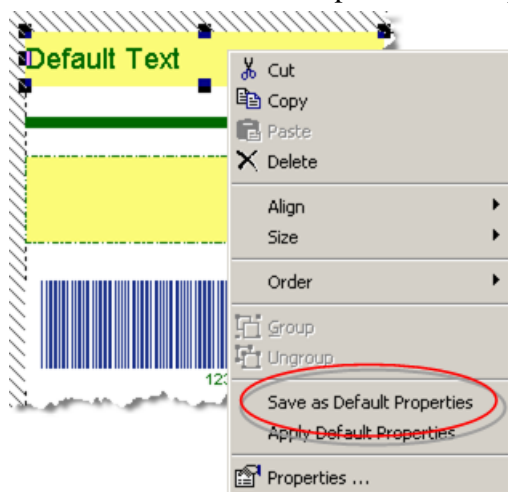 Default Text
Cut
Copy
Paste
Delete
Align
Size
Order
Group
Ungroup
123
Save as Default Properties
Apply Default Properties
Properties ...